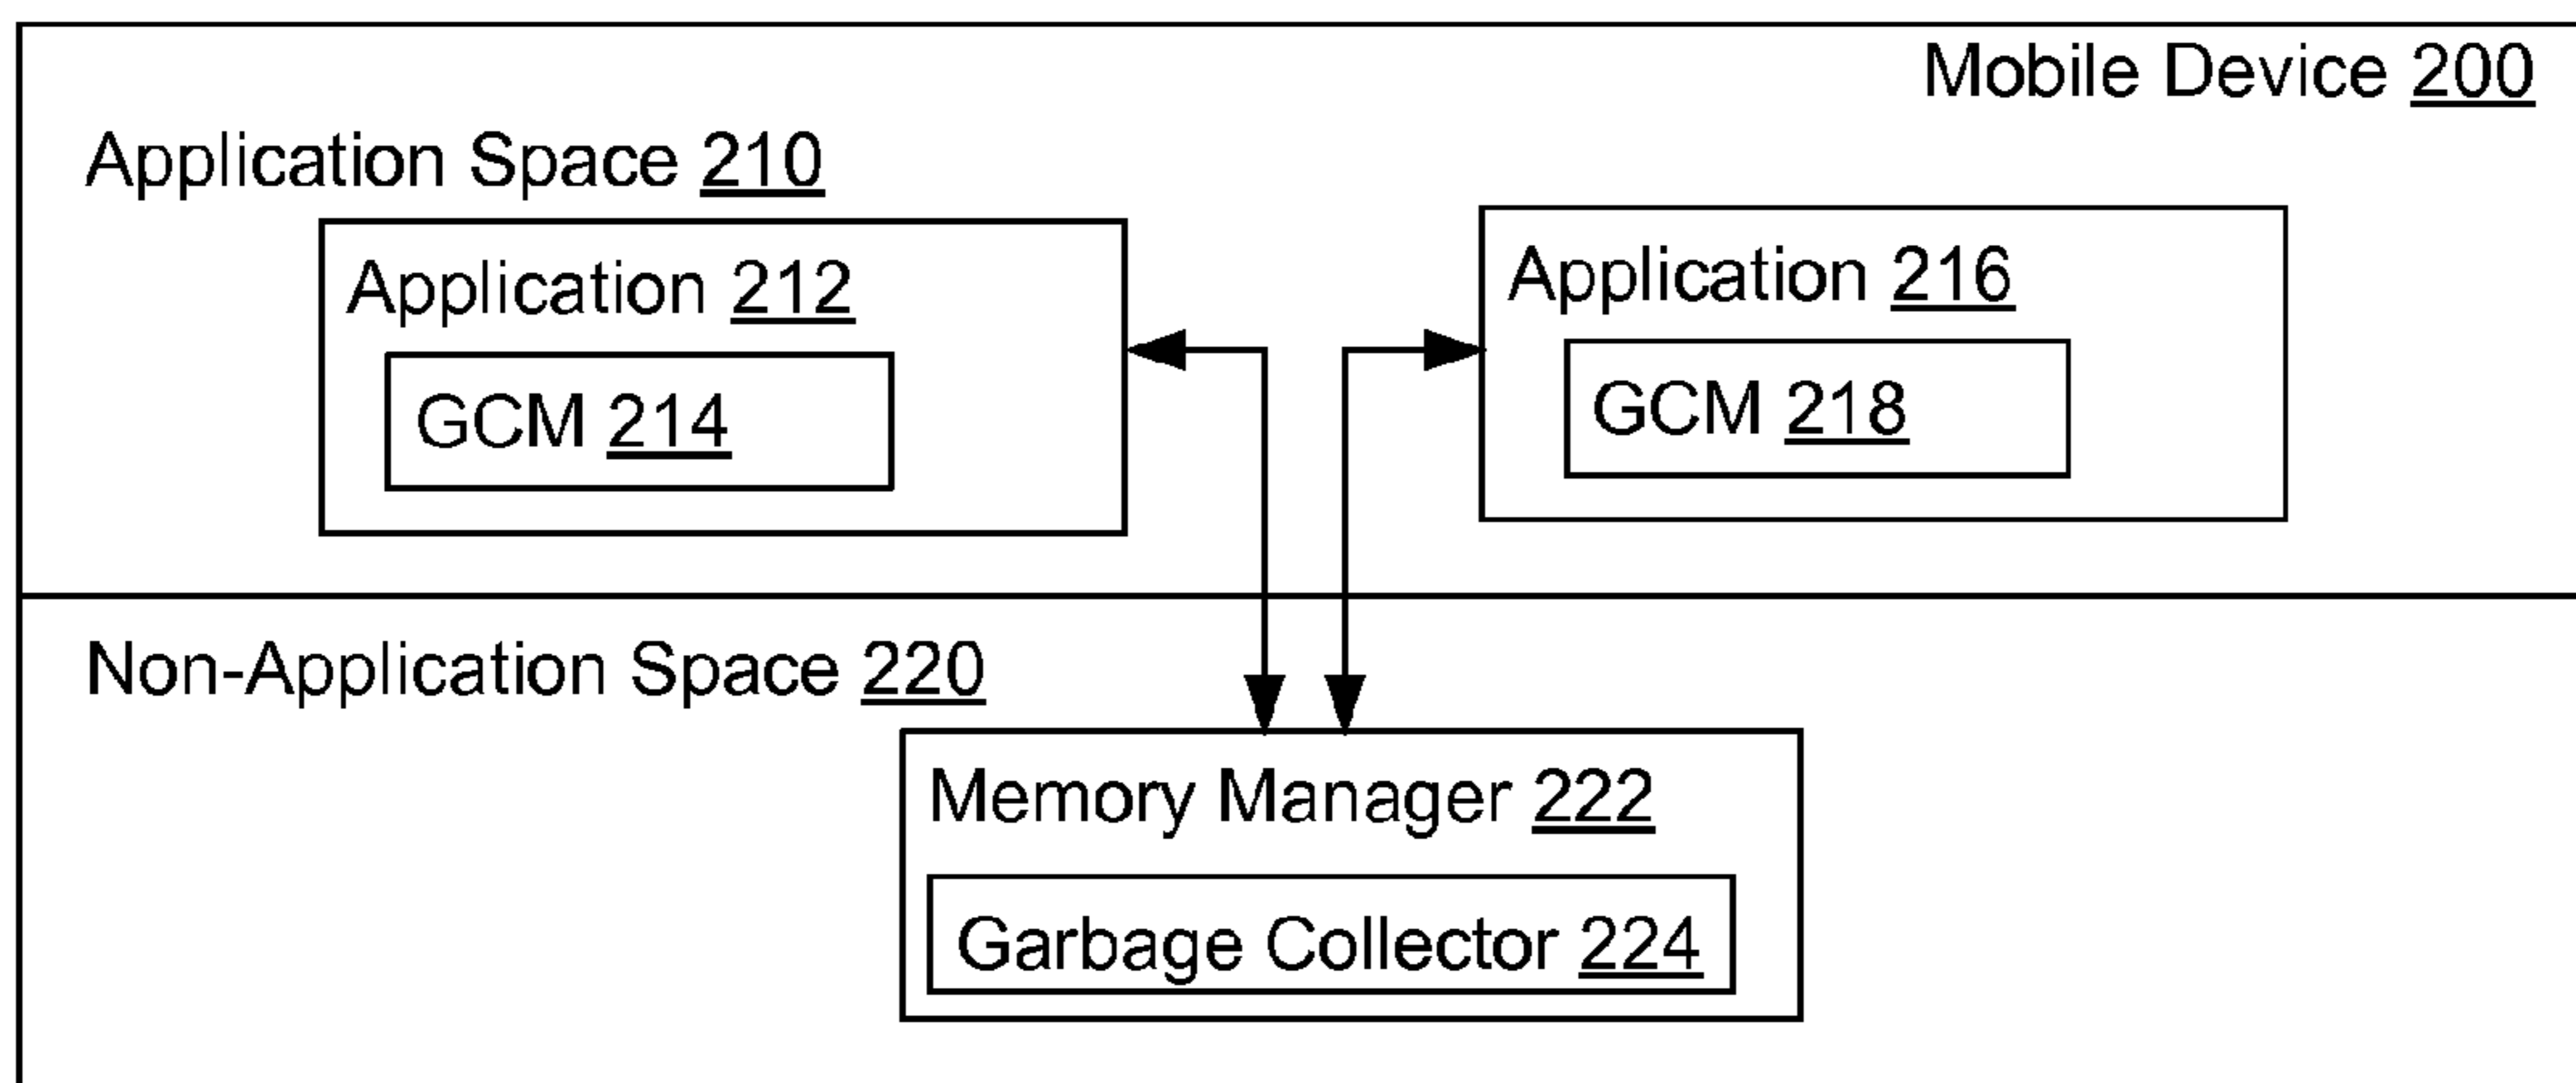 Mobile Device 200
Application Space 210
Application 212
GCM 214
Application 216
GCM 218
Non-Application Space 220
Memory Manager 222
Garbage Collector 224